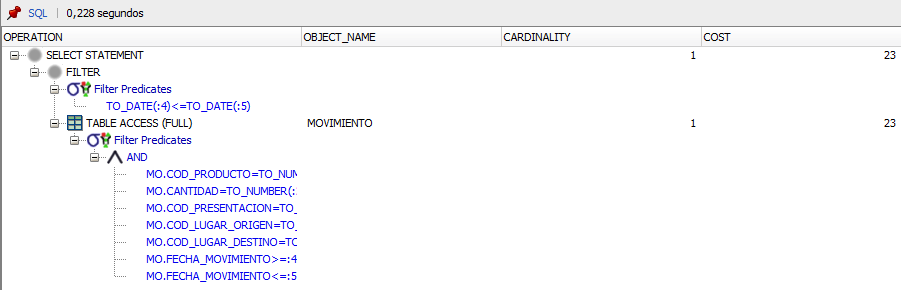 SQL | 0,228 segundos
OPERATION OBJECT_NAME CARDINALITY COST
SELECT STATEMENT 1 23
FILTER
Filter Predicates
TO_DATE(:4)<=TO_DATE(:5)
TABLE ACCESS (FULL) MOVIMIENTO 1 23
Filter Predicates
AND
MO.COD_PRODUCTO=TO_NUM
MO.CANTIDAD=TO_NUMBER(:
MO.COD_PRESENTACION=TO_
MO.COD_LUGAR_ORIGEN=TO_
MO.COD_LUGAR_DESTINO=TO
MO.FECHA_MOVIMIENTO>=:4
MO.FECHA_MOVIMIENTO<=:5